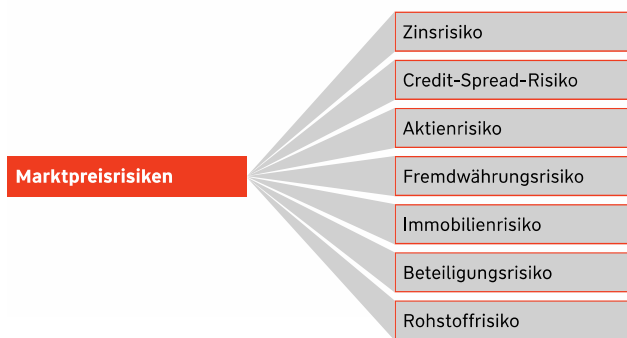 Zinsrisiko
Credit-Spread-Risiko
Aktienrisiko
Marktpreisrisiken
Fremdwährungsrisiko
Immobilienrisiko
Beteiligungsrisiko
Rohstoffrisiko